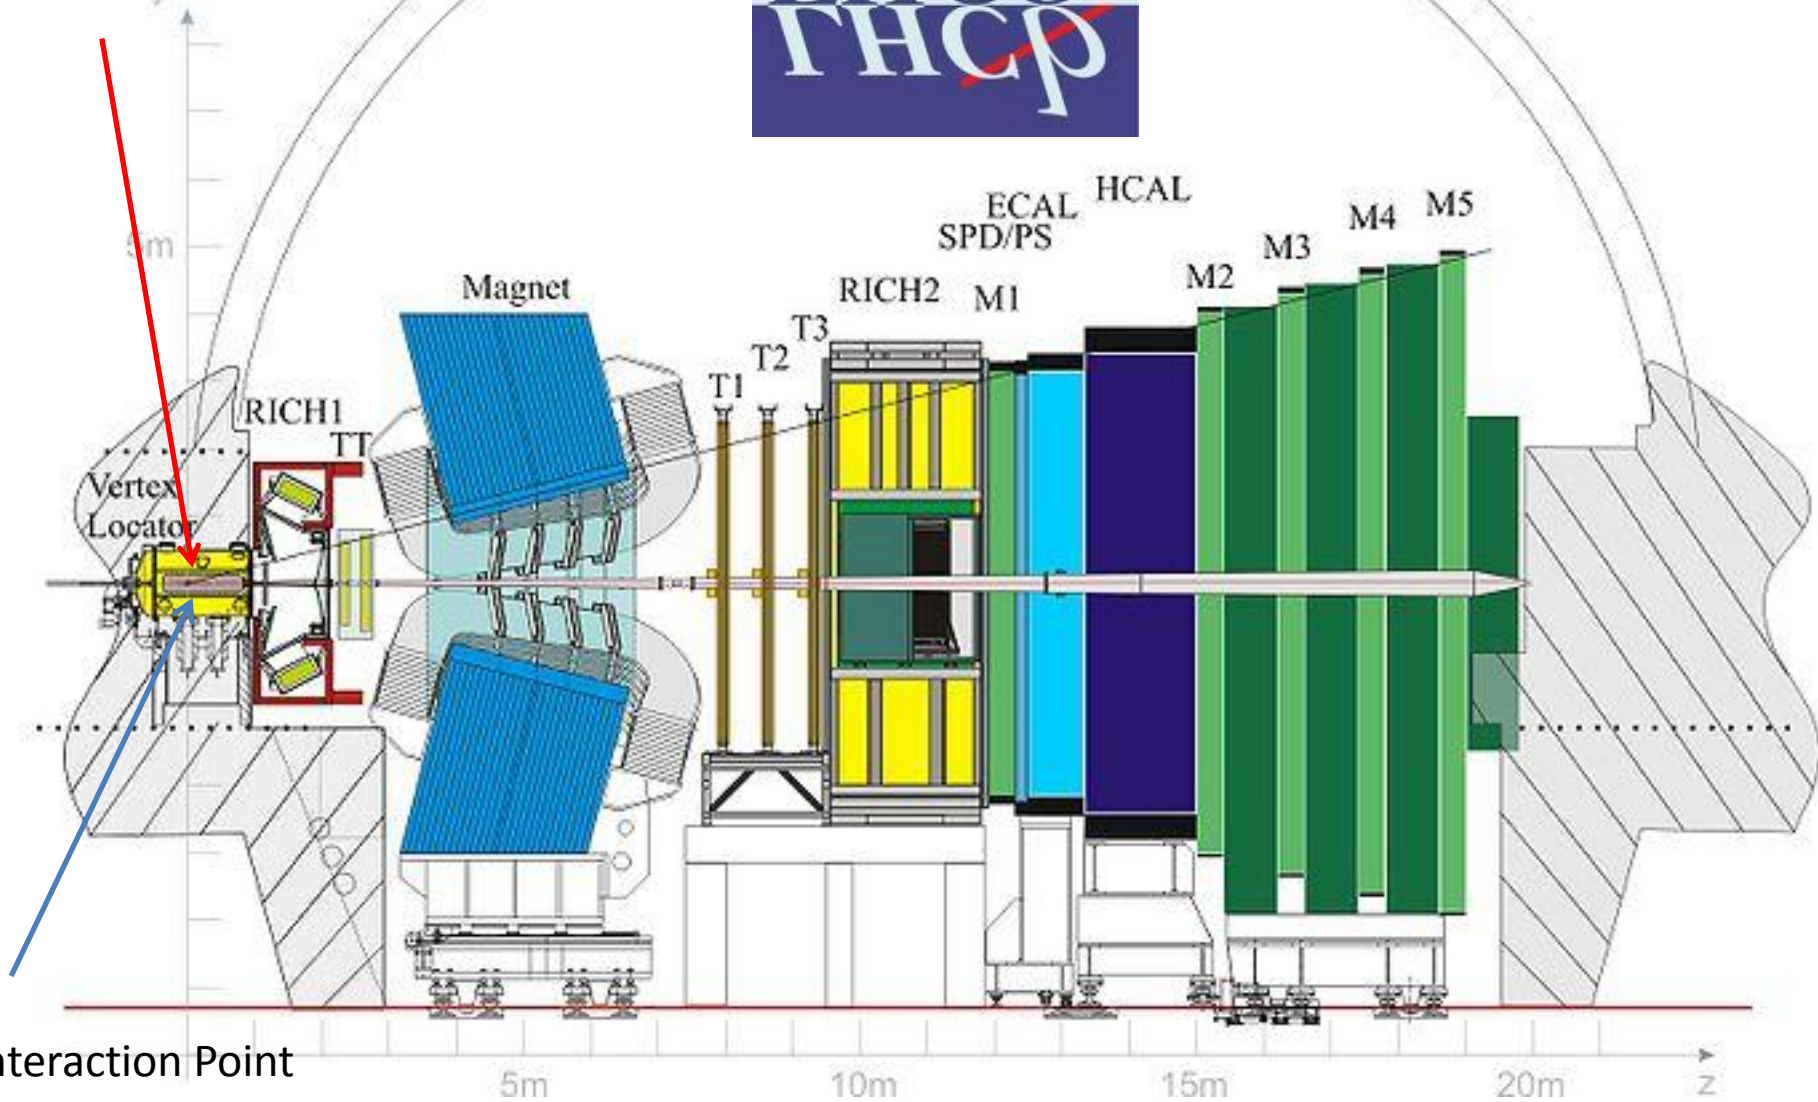 LHCb
5m
HCAL
ECAL
SPD/PS
M5
M4
M3
M2
M1
RICH2
Magnet
T3
T2
T1
RICH1
TT
Vertex
Locator
nteraction Point
5m
10m
15m
20m
z